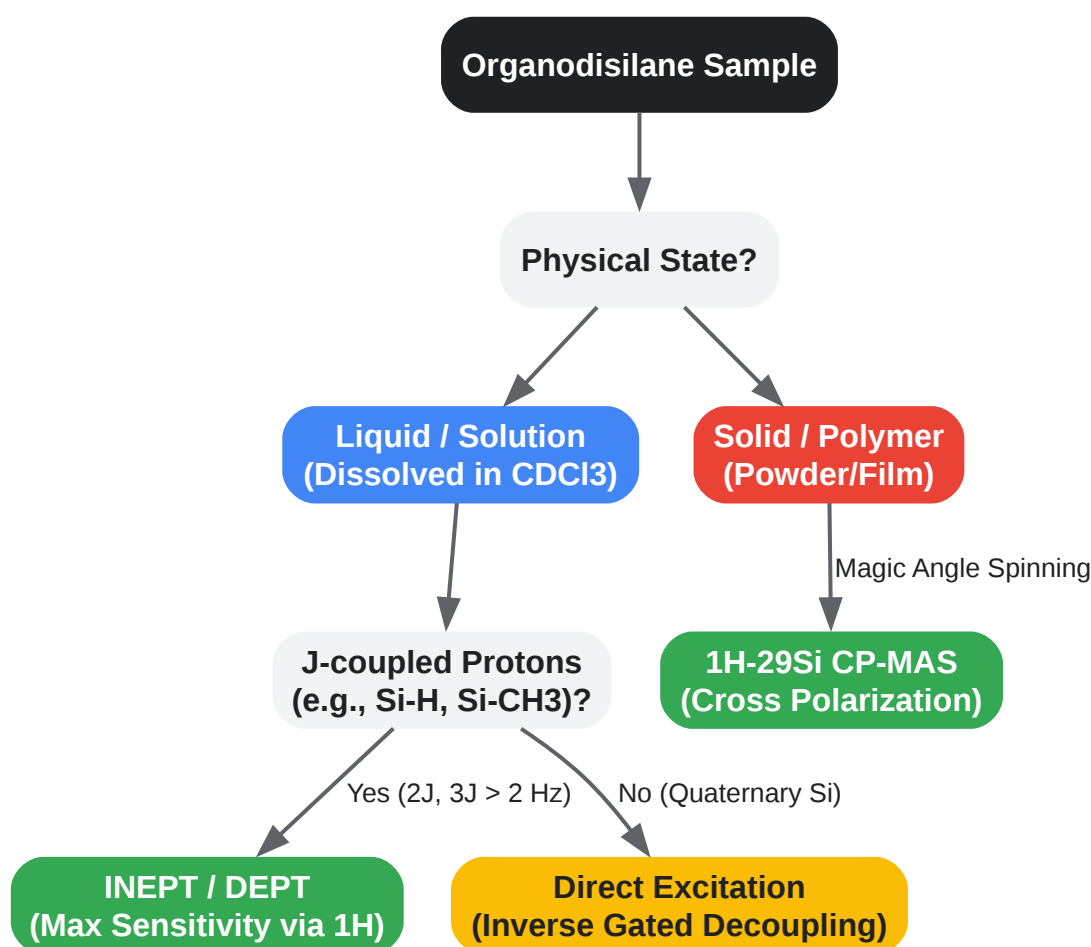 Organodisilane Sample
Physical State?
Liquid / Solution
(Dissolved in CDCl3)
Solid / Polymer
(Powder/Film)
Magic Angle Spinning
J-coupled Protons
(e.g., Si-H, Si-CH3)?
1H-29Si CP-MAS
(Cross Polarization)
Yes (2J, 3J > 2 Hz)
No (Quaternary Si)
INEPT / DEPT
(Max Sensitivity via 1H)
Direct Excitation
(Inverse Gated Decoupling)